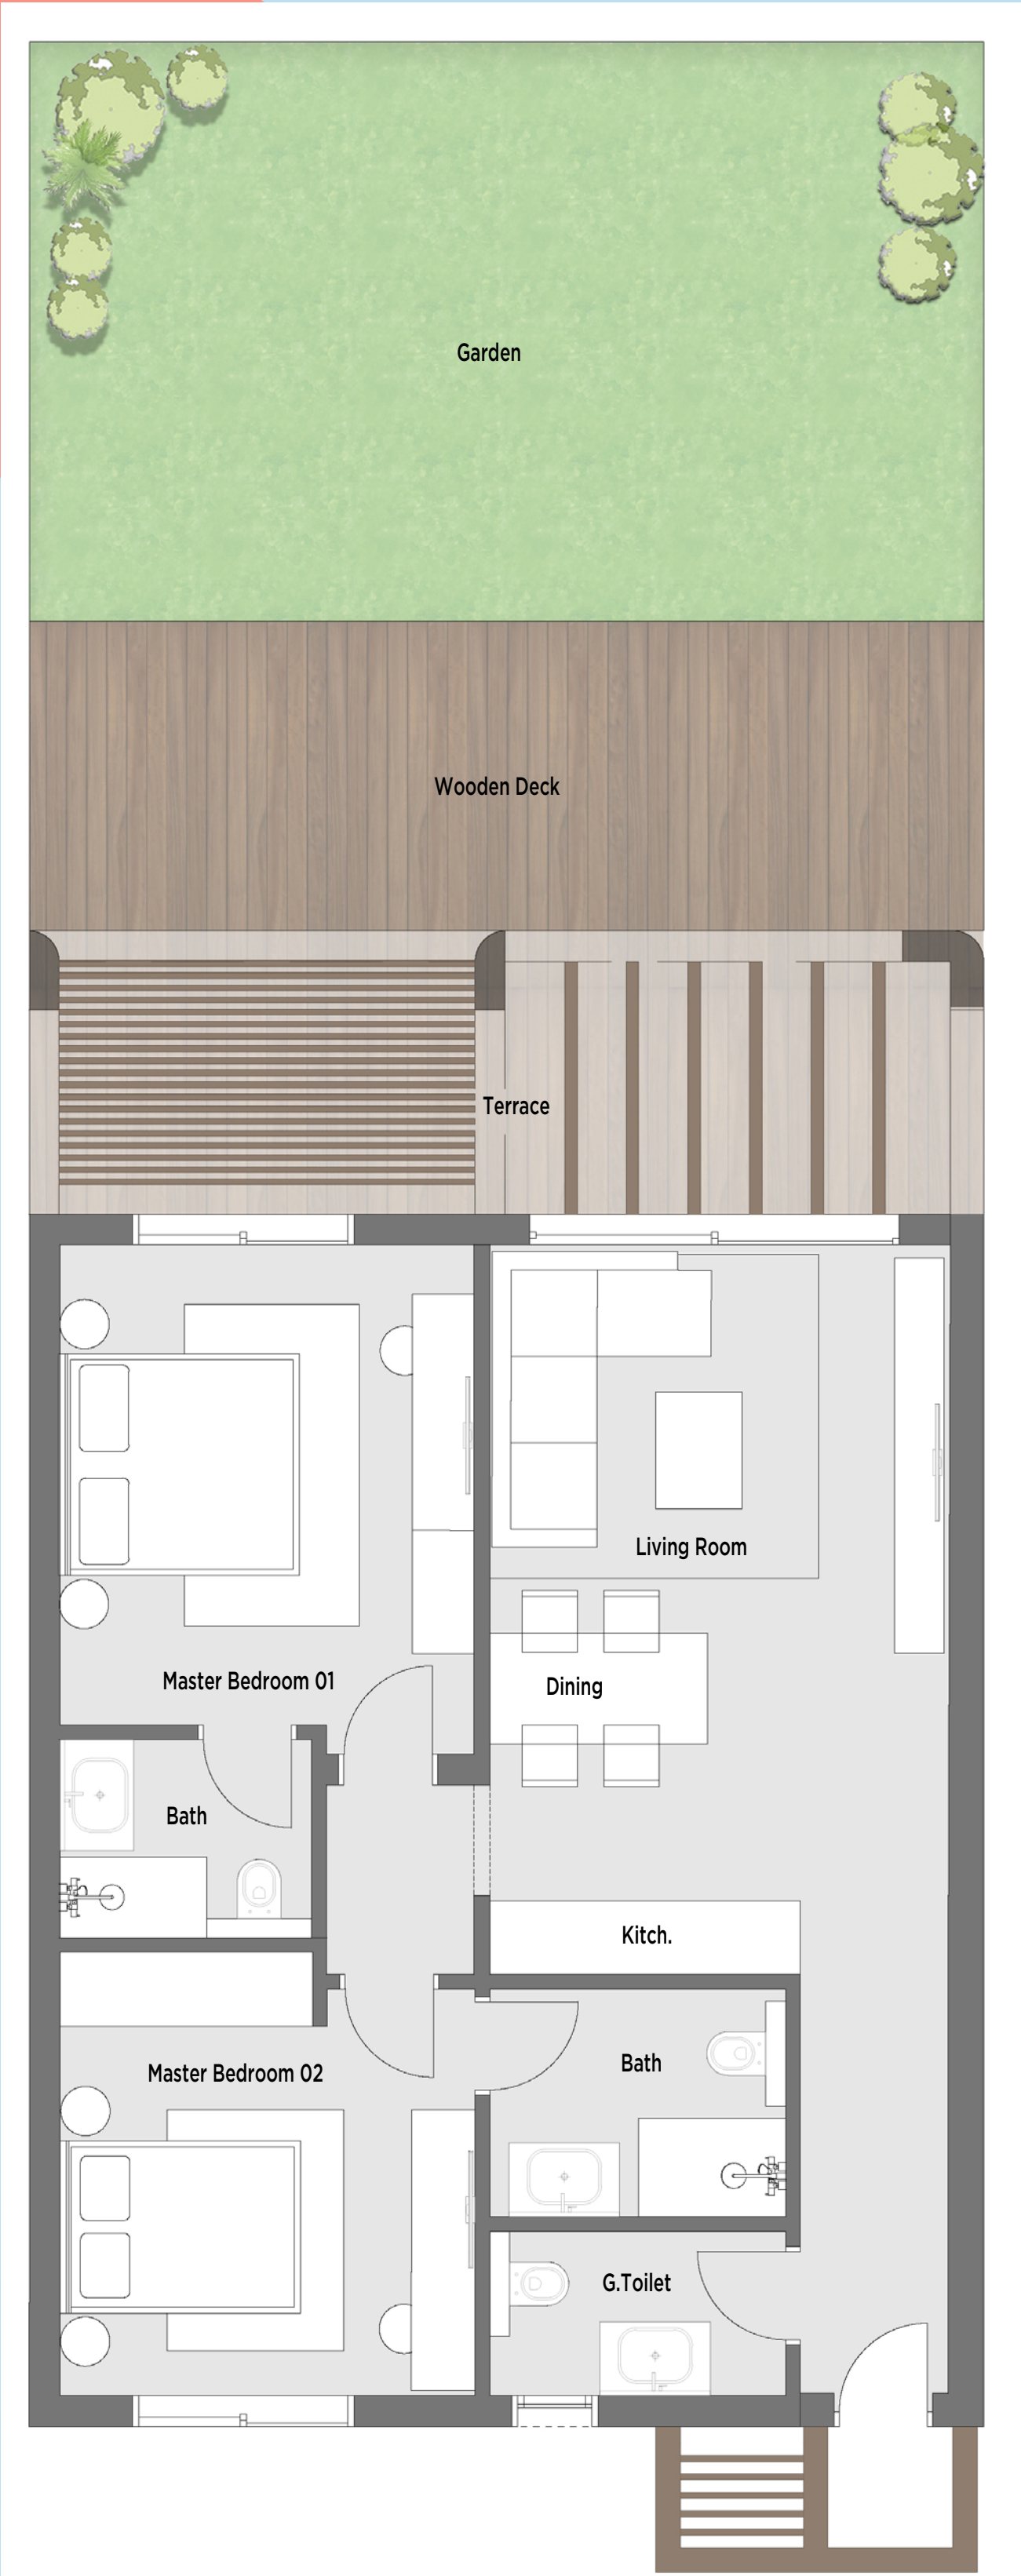 Garden
Wooden Deck
Terrace
Living Room
Master Bedroom 01
Dining
Bath
Kitch.
Master Bedroom 02
Bath
G.Toilet